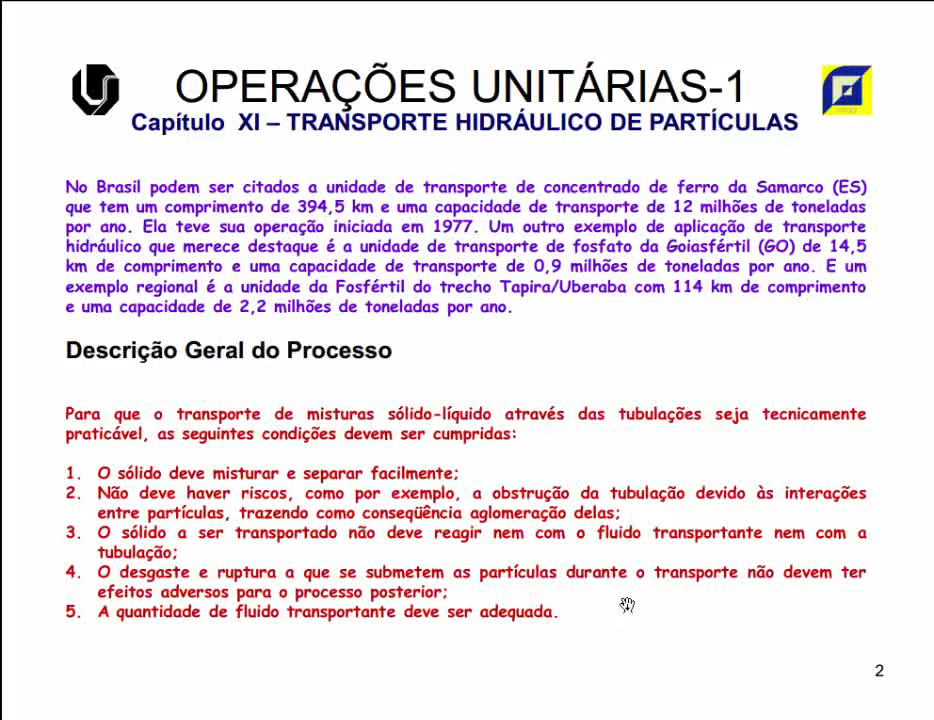 OPERAÇÕES UNITÁRIAS-1
Capítulo XI – TRANSPORTE HIDRÁULICO DE PARTÍCULAS
No Brasil podem ser citados a unidade de transporte de concentrado de ferro da Samarco (ES)
que tem um comprimento de 394,5 km e uma capacidade de transporte de 12 milhões de toneladas
por ano. Ela teve sua operação iniciada em 1977. Um outro exemplo de aplicação de transporte
hidráulico que merece destaque é a unidade de transporte de fosfato da Goiasfértil (GO) de 14,5
km de comprimento e uma capacidade de transporte de 0,9 milhões de toneladas por ano. E um
exemplo regional é a unidade da Fosfértil do trecho Tapira/Uberaba com 114 km de comprimento
e uma capacidade de 2,2 milhões de toneladas por ano.
Descrição Geral do Processo
Para que o transporte de misturas sólido-líquido através das tubulações seja tecnicamente
praticável, as seguintes condições devem ser cumpridas:
1. O sólido deve misturar e separar facilmente;
2. Não deve haver riscos, como por exemplo, a obstrução da tubulação devido às interações
entre partículas, trazendo como conseqüência aglomeração delas;
3. O sólido a ser transportado não deve reagir nem com o fluido transportante nem com a
tubulação;
4. O desgaste e ruptura a que se submetem as partículas durante o transporte não devem ter
efeitos adversos para o processo posterior;
5. A quantidade de fluido transportante deve ser adequada.
2